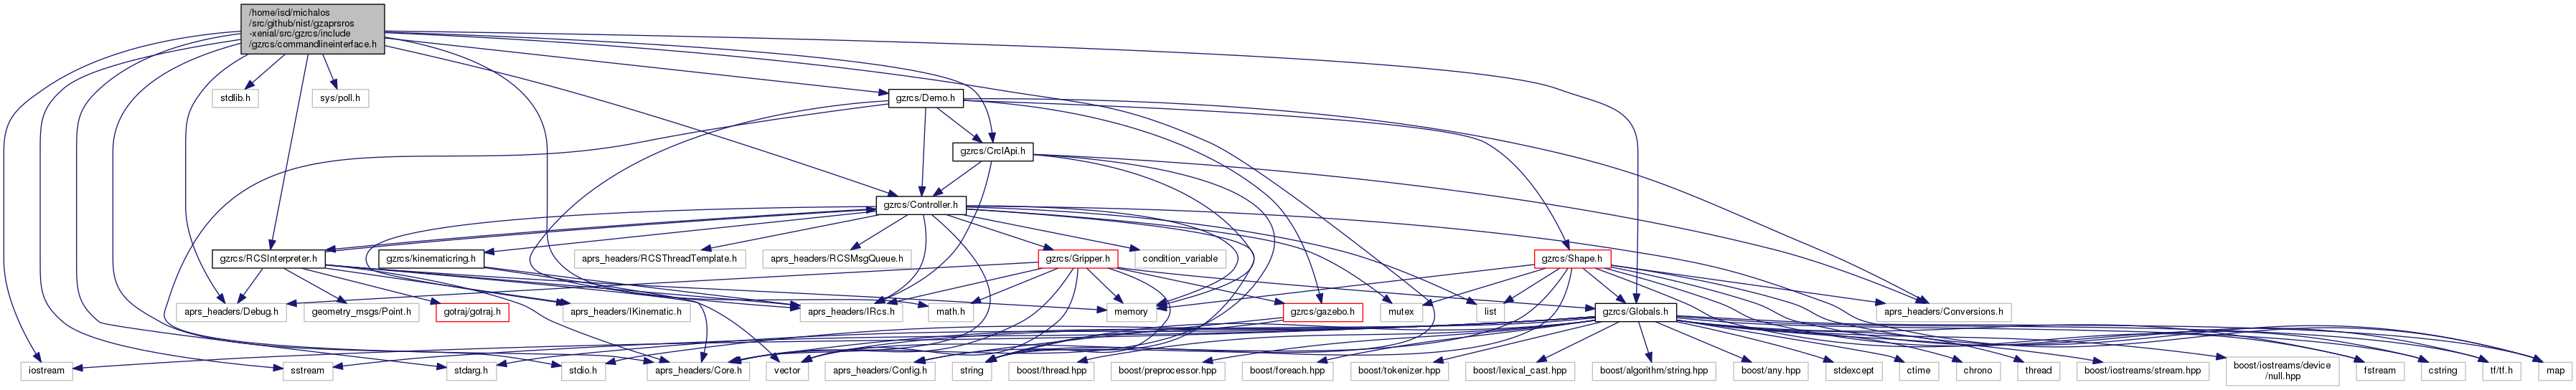 /home/isd/michalos
/src/github/nist/gzaprsros
-xenial/src/gzrcs/include
/gzrcs/commandlineinterface.h
stdlib.h
sys/poll.h
gzrcs/Demo.h
gzrcs/CrclApi.h
gzrcs/Controller.h
gzrcs/RCSInterpreter.h
gzrcs/kinematicring.h
aprs_headers/RCSThreadTemplate.h
aprs_headers/RCSMsgQueue.h
gzrcs/Gripper.h
condition_variable
gzrcs/Shape.h
aprs_headers/Debug.h
geometry_msgs/Point.h
gotraj/gotraj.h
aprs_headers/IKinematic.h
aprs_headers/IRcs.h
math.h
memory
gzrcs/gazebo.h
mutex
list
gzrcs/Globals.h
aprs_headers/Conversions.h
iostream
sstream
stdarg.h
stdio.h
aprs_headers/Core.h
vector
aprs_headers/Config.h
string
boost/thread.hpp
boost/preprocessor.hpp
boost/foreach.hpp
boost/tokenizer.hpp
boost/lexical_cast.hpp
boost/algorithm/string.hpp
boost/any.hpp
stdexcept
ctime
chrono
thread
boost/iostreams/stream.hpp
boost/iostreams/device
/null.hpp
fstream
cstring
tf/tf.h
map